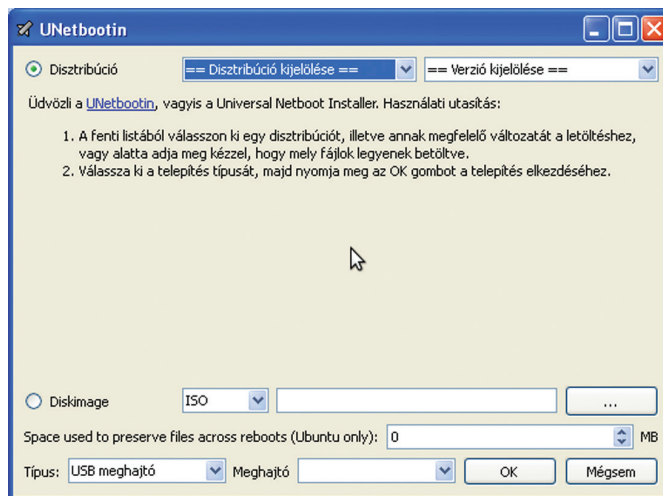 UNetbootin
Disztribúció == Disztribúció kijelölése == == Verzió kijelölése ==
Üdvözli a UNetbootin, vagyis a Universal Netboot Installer. Használati utasítás:
1. A fenti listából válasszon ki egy disztribúciót, illetve annak megfelelő változatát a letöltéshez,
vagy alatta adja meg kézzel, hogy mely fájlok legyenek betöltve.
2. Válassza ki a telepítés típusát, majd nyomja meg az OK gombot a telepítés elkezdéséhez.
Diskimage ISO ...
Space used to preserve files across reboots (Ubuntu only): 0 MB
Típus: USB meghajtó Meghajtó OK Mégsem